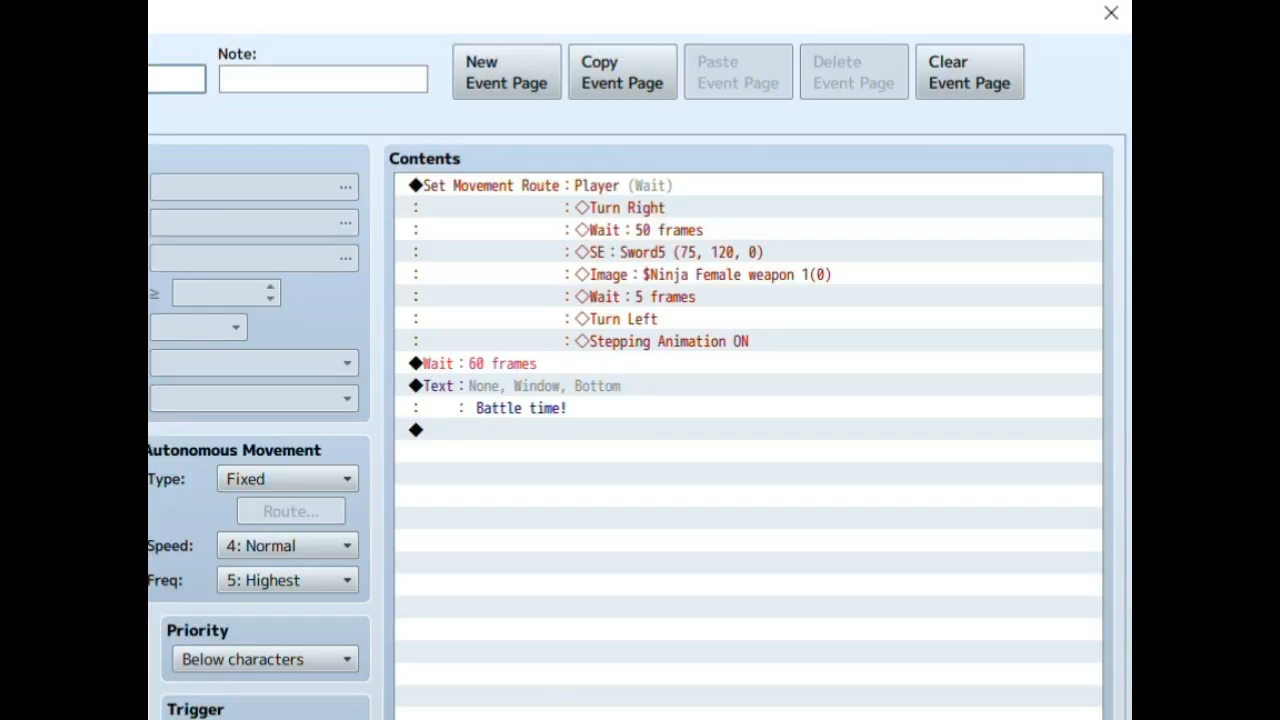 Note:
New Event Page
Copy Event Page
Paste Event Page
Delete Event Page
Clear Event Page
Contents
◆Set Movement Route：Player (Wait)
: ：◇Turn Right
: ：◇Wait：50 frames
: ：◇SE：Sword5 (75, 120, 0)
: ：◇Image：$Ninja Female weapon 1(0)
: ：◇Wait：5 frames
: ：◇Turn Left
: ：◇Stepping Animation ON
◆Wait：60 frames
◆Text：None, Window, Bottom
: ：Battle time!
◆
...
...
...
≥
Autonomous Movement
Type: Fixed
Route...
Speed: 4: Normal
Freq: 5: Highest
Priority
Below characters
Trigger